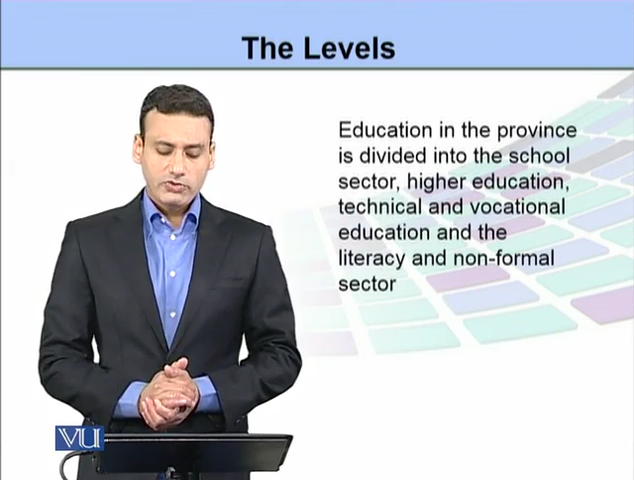 The Levels
Education in the province
is divided into the school
sector, higher education,
technical and vocational
education and the
literacy and non-formal
sector
VU